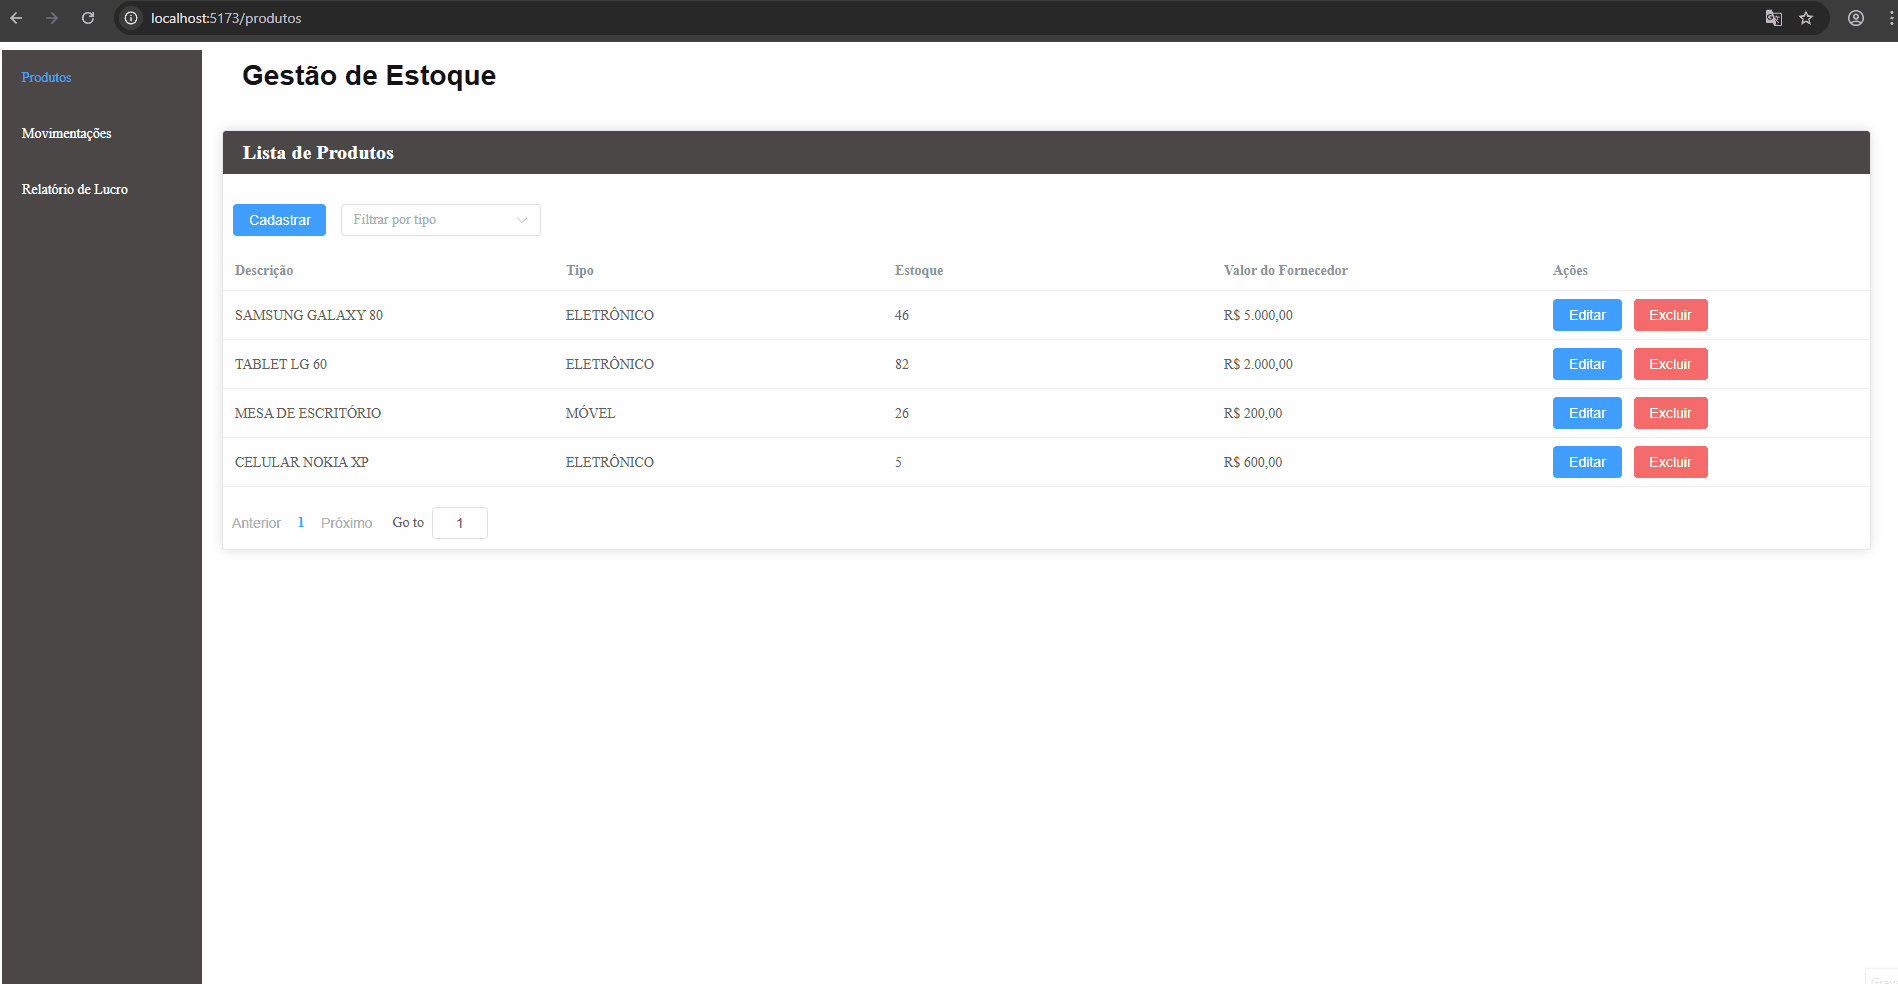 localhost:5173/produtos
Produtos
Movimentações
Relatório de Lucro
Gestão de Estoque
Lista de Produtos
Cadastrar Filtrar por tipo
Descrição Tipo Estoque Valor do Fornecedor Ações
SAMSUNG GALAXY 80 ELETRÔNICO 46 R$ 5.000,00 Editar Excluir
TABLET LG 60 ELETRÔNICO 82 R$ 2.000,00 Editar Excluir
MESA DE ESCRITÓRIO MÓVEL 26 R$ 200,00 Editar Excluir
CELULAR NOKIA XP ELETRÔNICO 5 R$ 600,00 Editar Excluir
Anterior 1 Próximo Go to 1